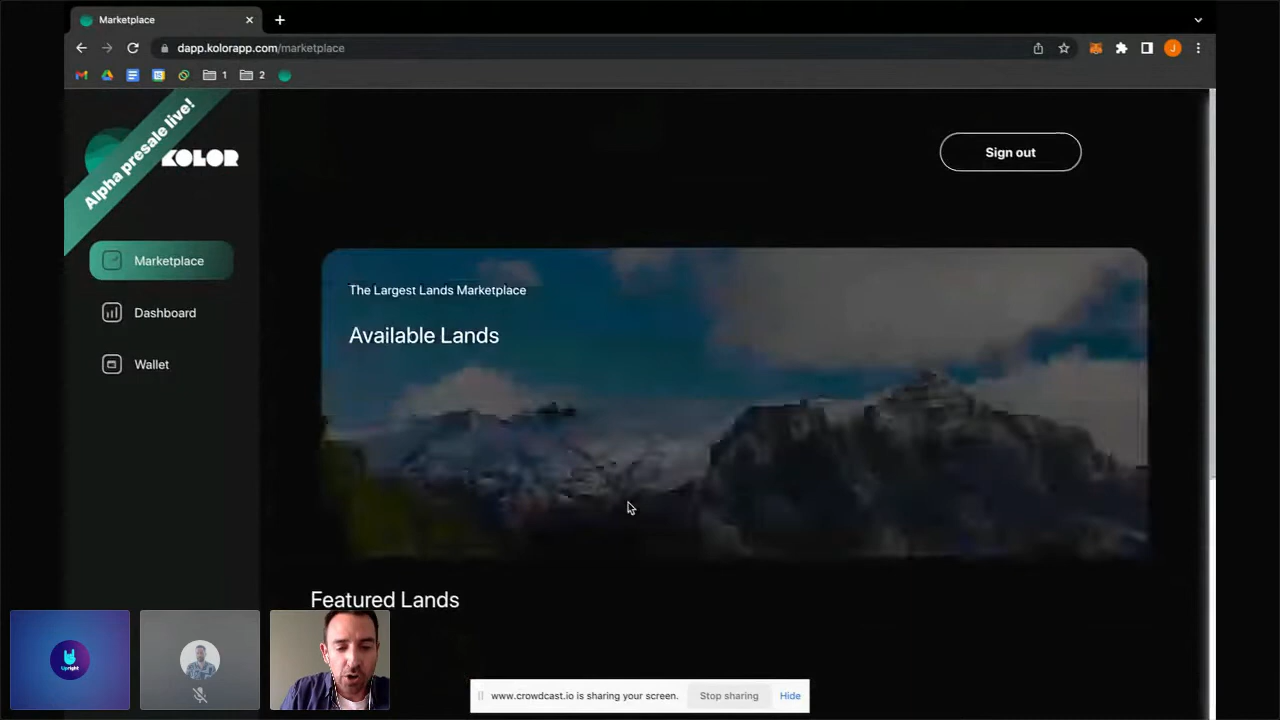 Marketplace
dapp.kolorapp.com/marketplace
J
1
2
Alpha presale live!
KOLOR
Sign out
Marketplace
Dashboard
Wallet
The Largest Lands Marketplace
Available Lands
Featured Lands
Upright
www.crowdcast.io is sharing your screen.
Stop sharing
Hide